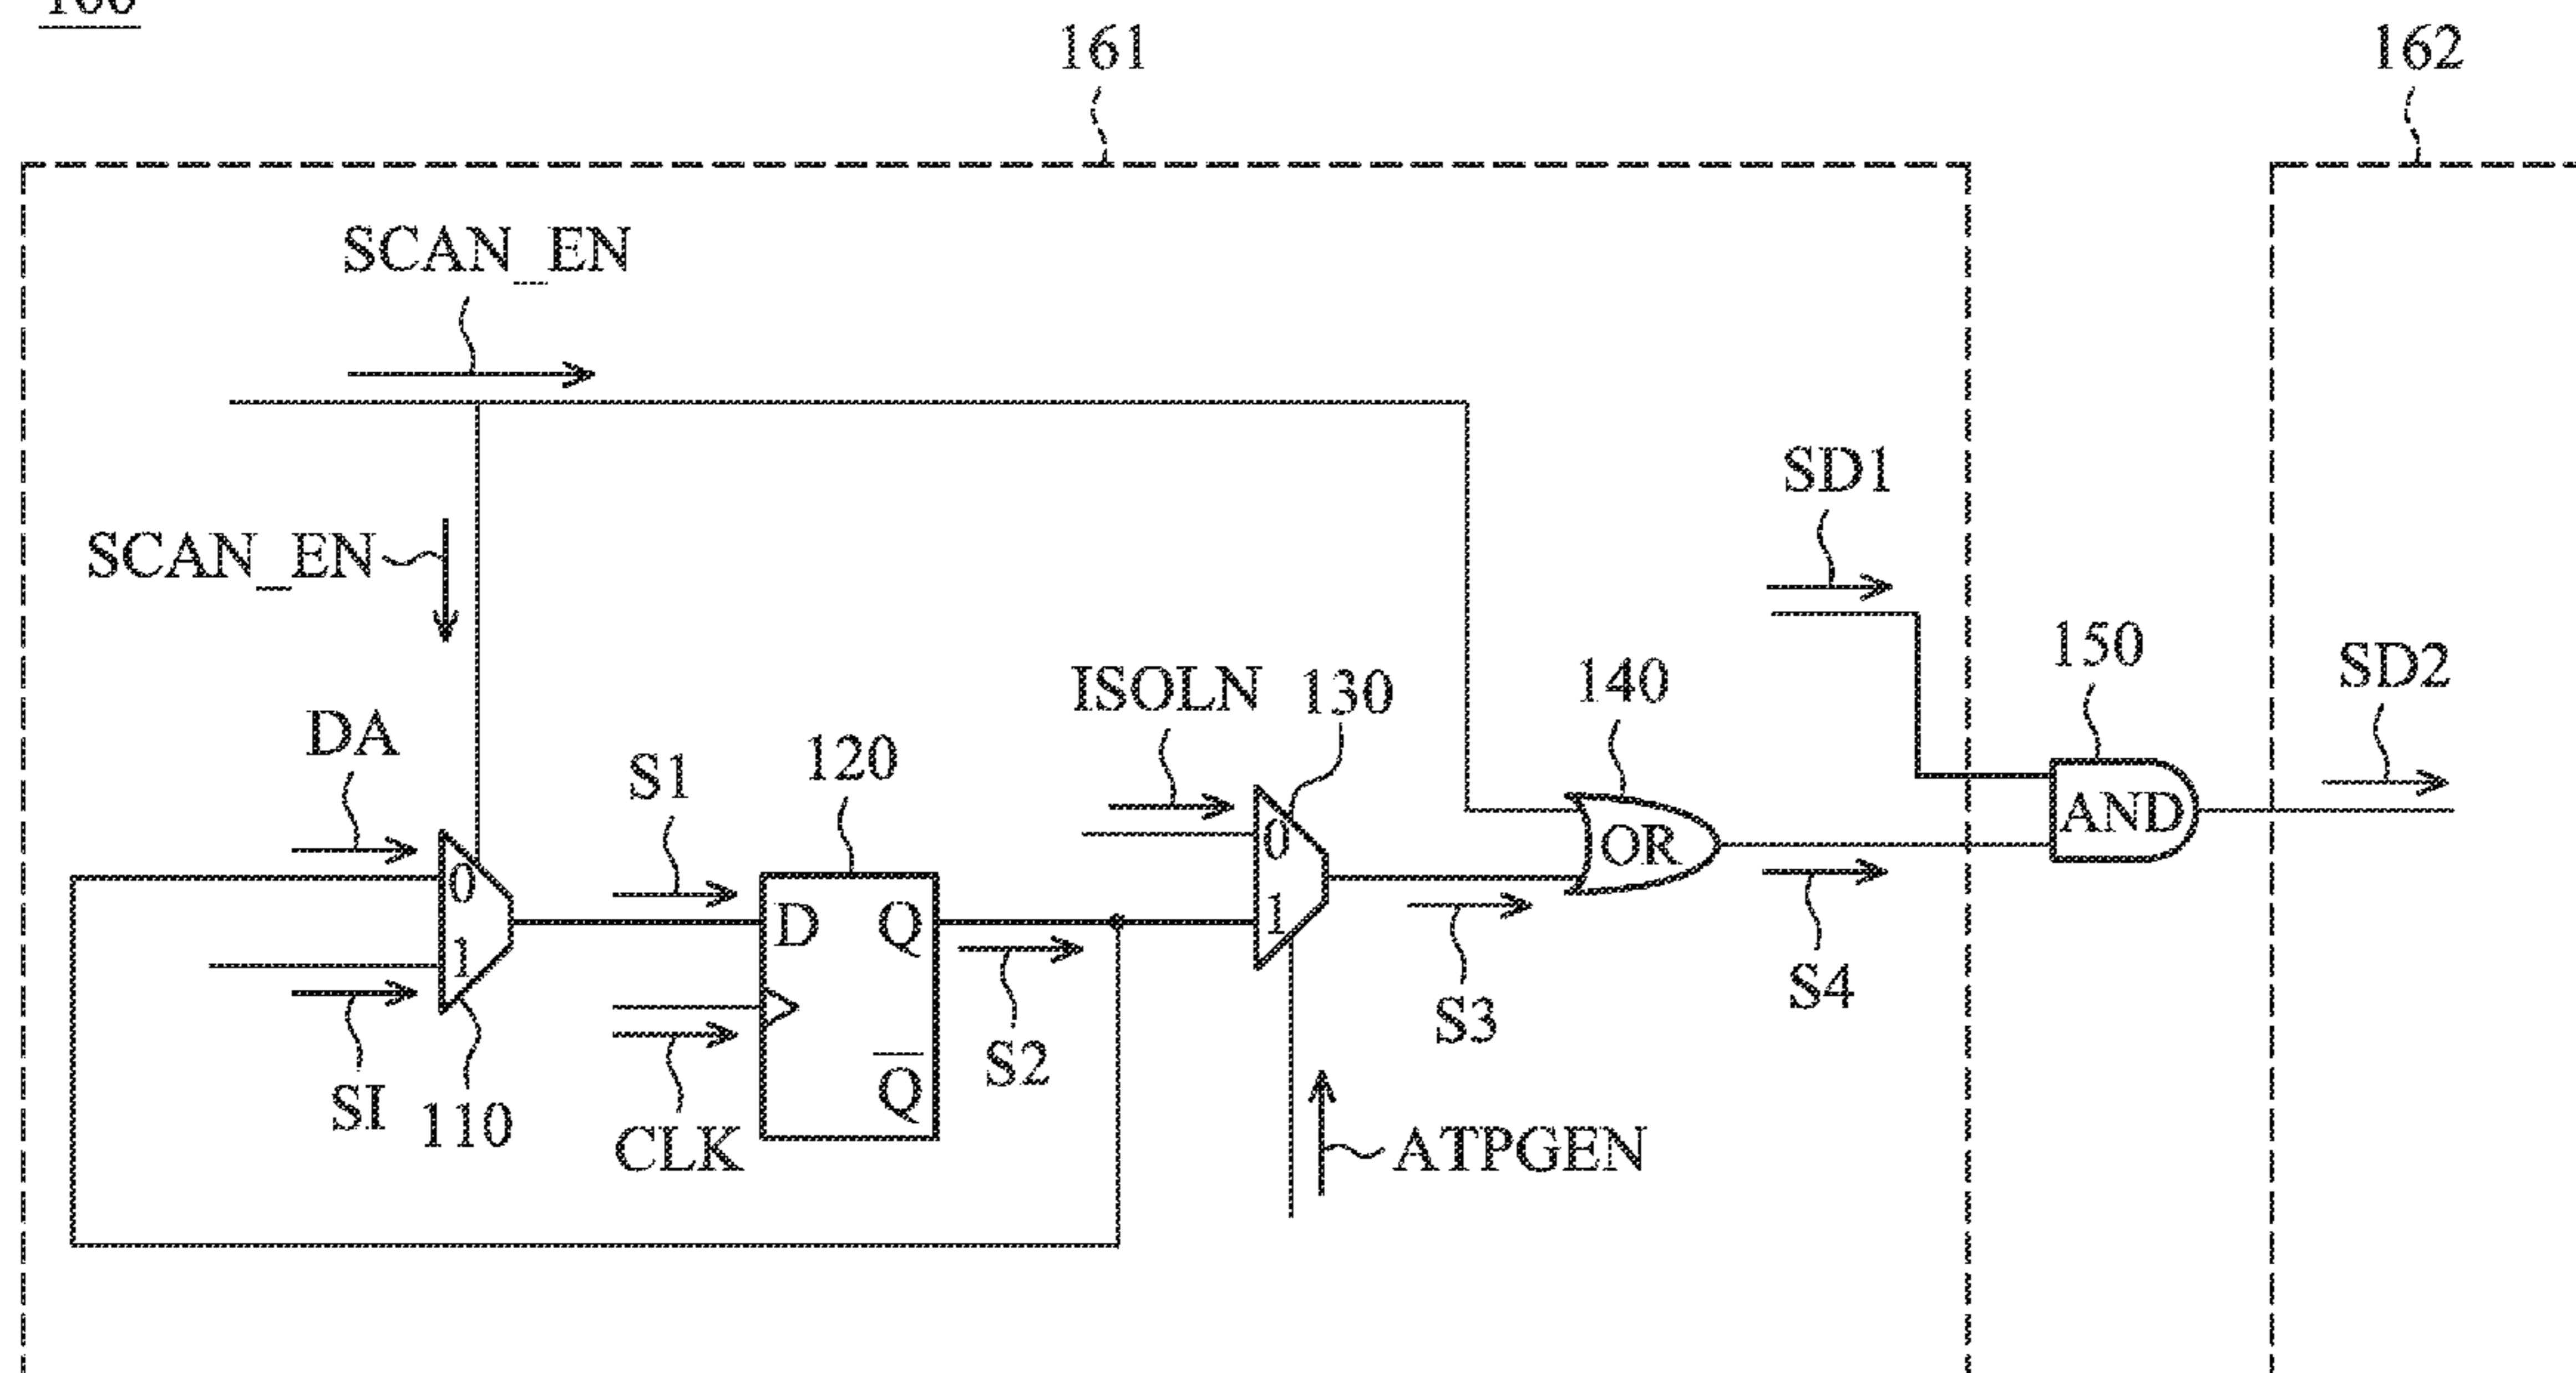 161
162
SCAN_EN
SD1
SCAN_EN
150
ISOLN
130
140
SD2
DA
S1
120
0
AND
0
OR
D
Q
1
1
S2
S3
S4
SI
110
CLK
Q
ATPGEN